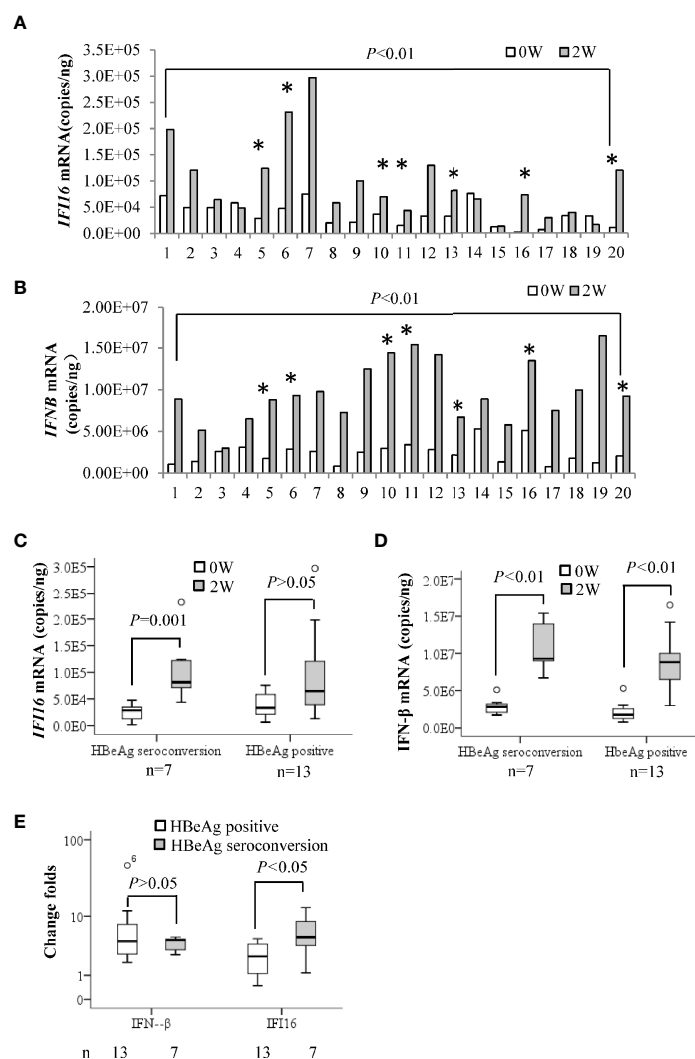 A
IFI16 mRNA(copies/ng)
3.5E+05
3.0E+05
2.5E+05
2.0E+05
1.5E+05
1.0E+05
5.0E+04
0.0E+00
P<0.01
0W 2W
* * * * * * *
1 2 3 4 5 6 7 8 9 10 11 12 13 14 15 16 17 18 19 20
B
IFNB mRNA
(copies/ng)
2.00E+07
1.50E+07
1.00E+07
5.00E+06
0.00E+00
P<0.01
0W 2W
* * * * * * *
1 2 3 4 5 6 7 8 9 10 11 12 13 14 15 16 17 18 19 20
C
IFI16 mRNA (copies/ng)
3.0E5
2.5E5
2.0E5
1.5E5
1.0E5
5.0E4
0.0E0
0W
2W
P=0.001
P>0.05
HBeAg seroconversion HBeAg positive
n=7 n=13
D
IFN-β mRNA (copies/ng)
2.0E7
1.0E7
1.0E7
5.0E6
0.0E0
0W
2W
P<0.01
P<0.01
HBeAg seroconversion HbeAg positive
n=7 n=13
E
Change folds
100
10
1
0
HBeAg positive
HBeAg seroconversion
6
P>0.05
P<0.05
IFN--β IFI16
n 13 7 13 7